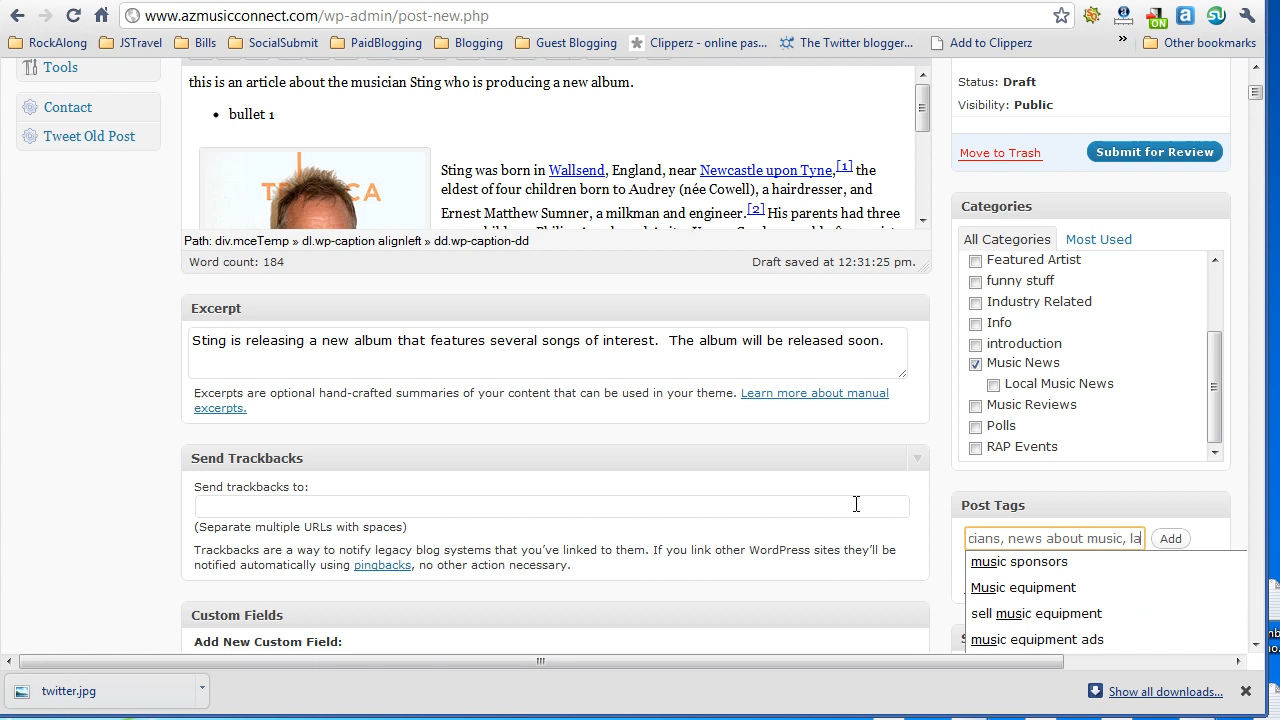 www.azmusicconnect.com/wp-admin/post-new.php
ON
a
RockAlong
JSTravel
Bills
SocialSubmit
PaidBlogging
Blogging
Guest Blogging
Clipperz - online pas...
The Twitter blogger...
Add to Clipperz
»
Other bookmarks
Tools
Contact
Tweet Old Post
this is an article about the musician Sting who is producing a new album.
• bullet 1
Sting was born in Wallsend, England, near Newcastle upon Tyne,[1] the
eldest of four children born to Audrey (née Cowell), a hairdresser, and
Ernest Matthew Sumner, a milkman and engineer.[2] His parents had three
Path: div.mceTemp » dl.wp-caption alignleft » dd.wp-caption-dd
Word count: 184
Draft saved at 12:31:25 pm.
Excerpt
Sting is releasing a new album that features several songs of interest.  The album will be released soon.
Excerpts are optional hand-crafted summaries of your content that can be used in your theme. Learn more about manual
excerpts.
Send Trackbacks
Send trackbacks to:
(Separate multiple URLs with spaces)
Trackbacks are a way to notify legacy blog systems that you've linked to them. If you link other WordPress sites they'll be
notified automatically using pingbacks, no other action necessary.
Custom Fields
Add New Custom Field:
Status: Draft
Visibility: Public
Move to Trash
Submit for Review
Categories
All Categories
Most Used
Featured Artist
funny stuff
Industry Related
Info
introduction
Music News
Local Music News
Music Reviews
Polls
RAP Events
Post Tags
cians, news about music, la
Add
music sponsors
Music equipment
sell music equipment
music equipment ads
twitter.jpg
Show all downloads...